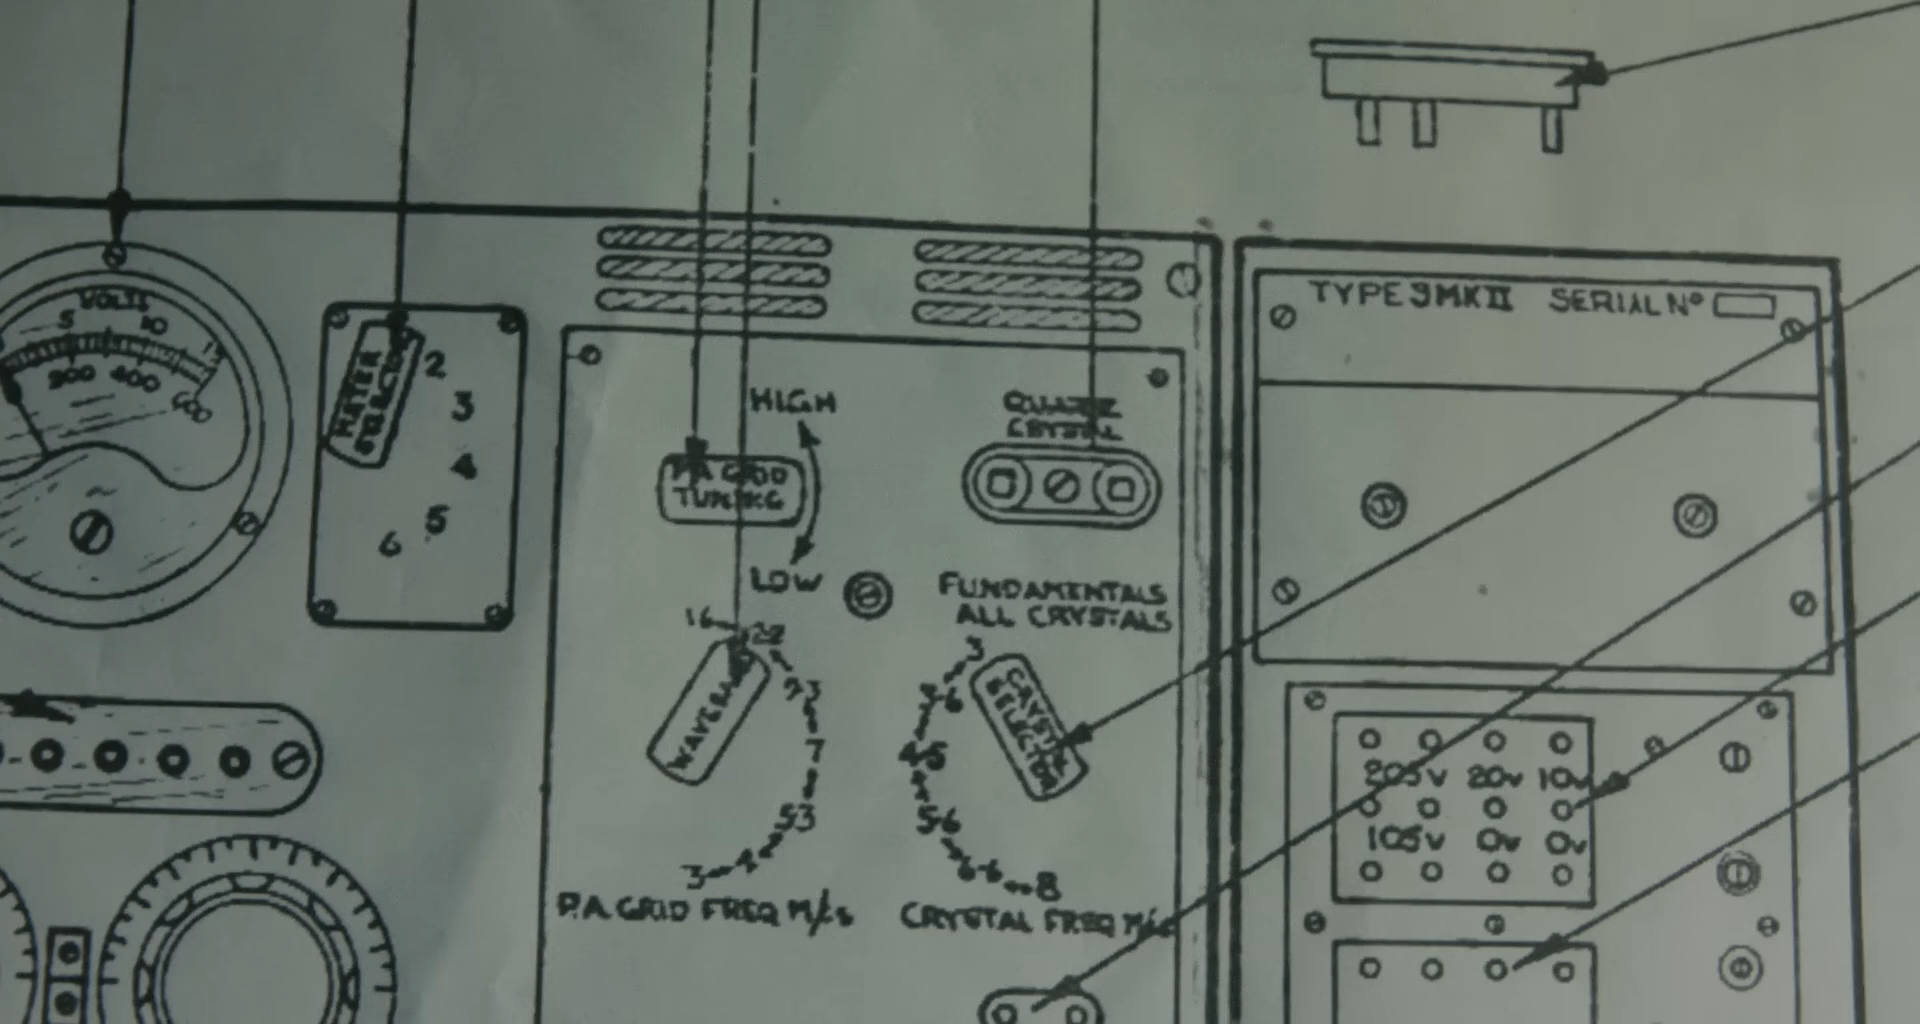 VOLTS
5 10 15
200 400 600
METER
SELECTOR
2
3
4
5
6
HIGH
P.A GRID
TUNING
LOW
QUARTZ
CRYSTAL
FUNDAMENTALS
ALL CRYSTALS
16 22
9·3
7
5·3
4
3
P.A. GRID FREQ M/cs
3
4·5
5·6
6·6
8
CRYSTAL
SELECTOR
CRYSTAL FREQ M/cs
TYPE 3 MK II SERIAL Nº
205v 20v 10v
105v 0v 0v